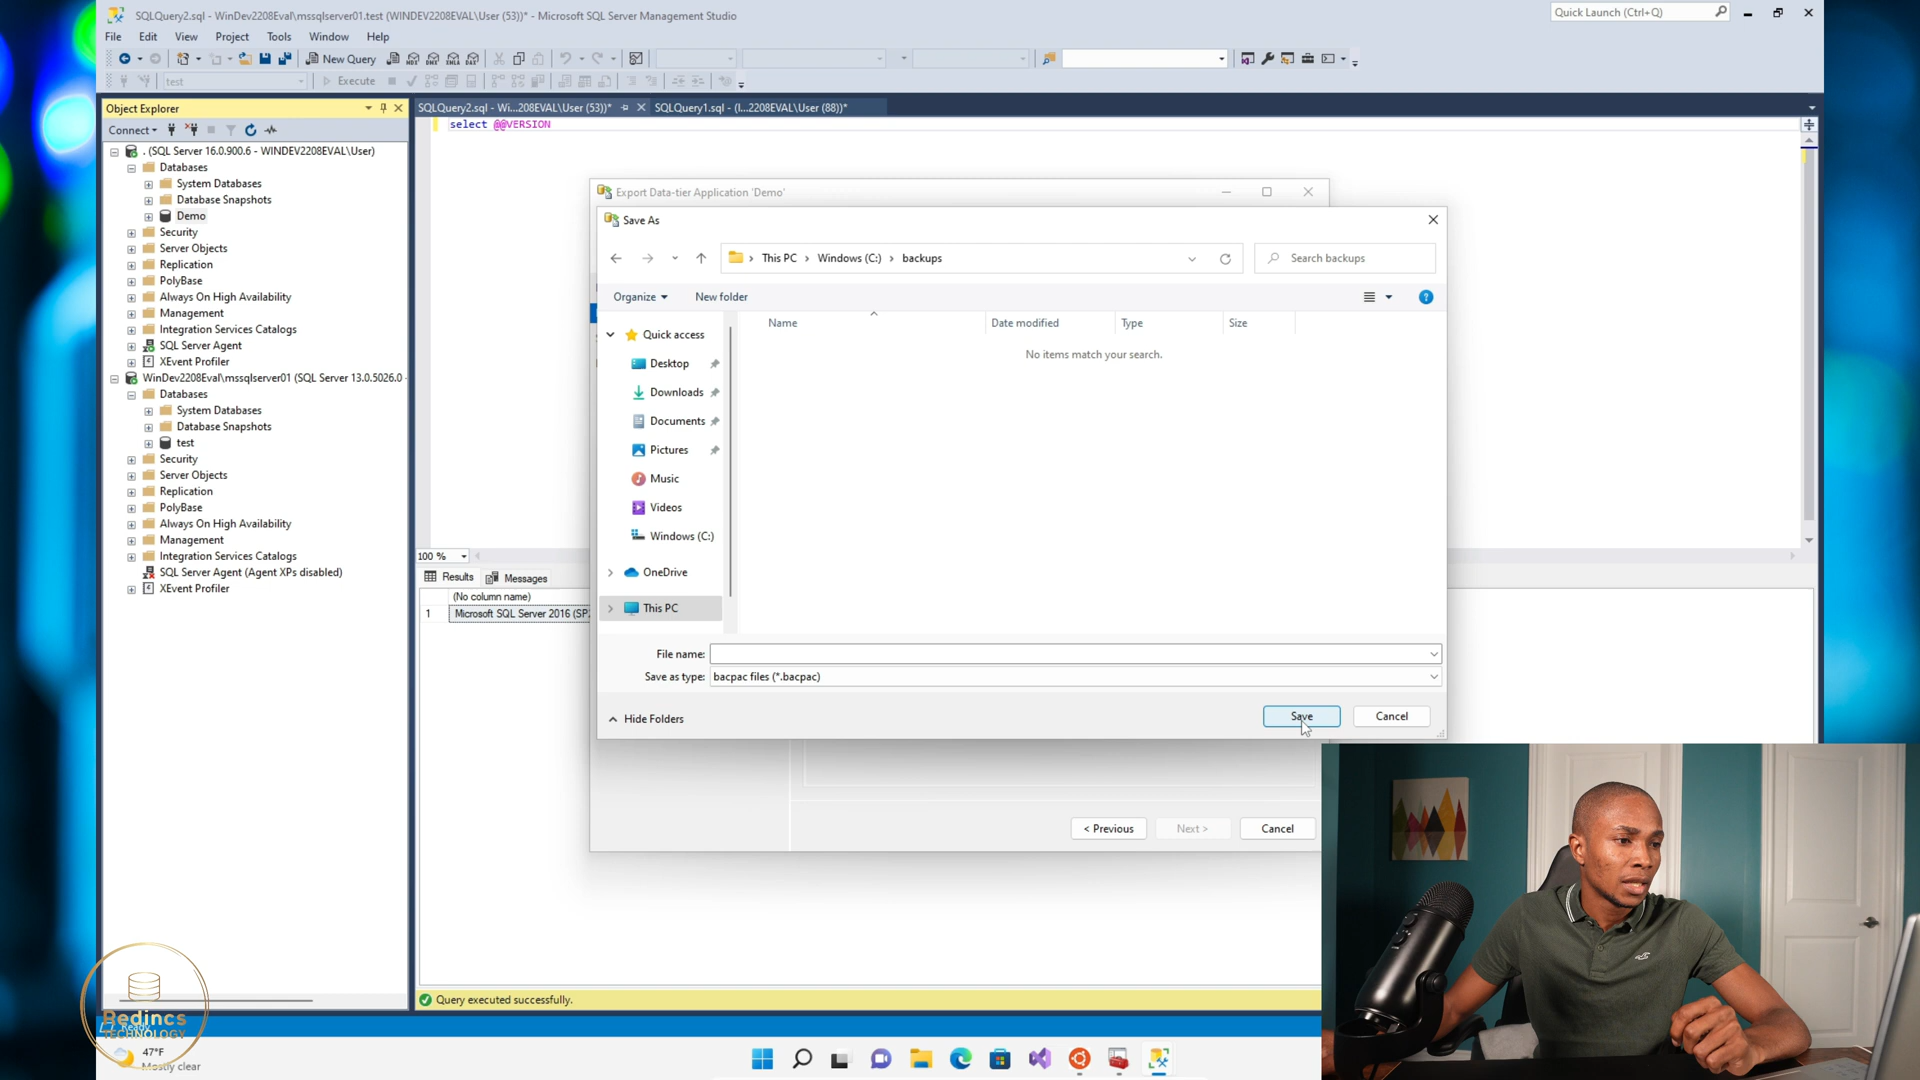 SQLQuery2.sql - WinDev2208Eval\mssqlserver01.test (WINDEV2208EVAL\User (53))* - Microsoft SQL Server Management Studio
Quick Launch (Ctrl+Q)
File Edit View Project Tools Window Help
New Query
test
Execute
Object Explorer
Connect
. (SQL Server 16.0.900.6 - WINDEV2208EVAL\User)
Databases
System Databases
Database Snapshots
Demo
Security
Server Objects
Replication
PolyBase
Always On High Availability
Management
Integration Services Catalogs
SQL Server Agent
XEvent Profiler
WinDev2208Eval\mssqlserver01 (SQL Server 13.0.5026.0 -
Databases
System Databases
Database Snapshots
test
Security
Server Objects
Replication
PolyBase
Always On High Availability
Management
Integration Services Catalogs
SQL Server Agent (Agent XPs disabled)
XEvent Profiler
SQLQuery2.sql - Wi...208EVAL\User (53))*
SQLQuery1.sql - (l...2208EVAL\User (88))*
select @@VERSION
Export Data-tier Application 'Demo'
Save As
This PC > Windows (C:) > backups
Search backups
Organize
New folder
Name Date modified Type Size
No items match your search.
Quick access
Desktop
Downloads
Documents
Pictures
Music
Videos
Windows (C:)
OneDrive
This PC
File name:
Save as type: bacpac files (*.bacpac)
Hide Folders
Save
Cancel
< Previous
Next >
Cancel
100 %
Results
Messages
(No column name)
1 Microsoft SQL Server 2016 (SP2
Query executed successfully.
Ready
Redincs
TECHNOLOGY
47°F
Mostly clear